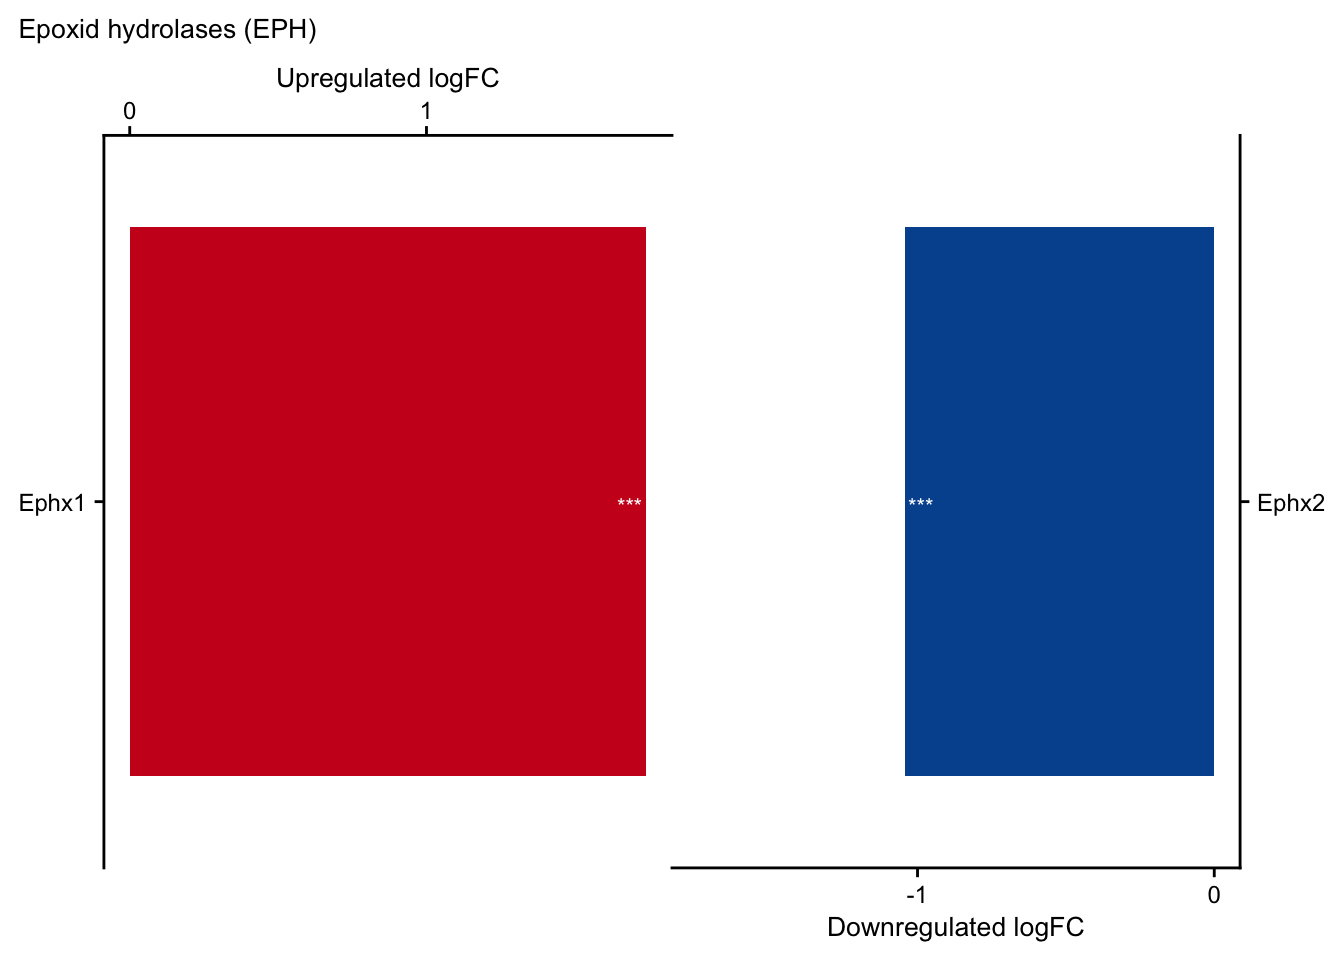 Epoxid hydrolases (EPH)
Upregulated logFC
0 1
Ephx1
***
***
Ephx2
-1 0
Downregulated logFC